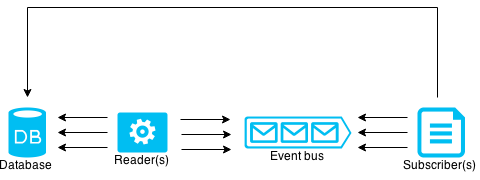 DB
Database
Reader(s)
Event bus
Subscriber(s)